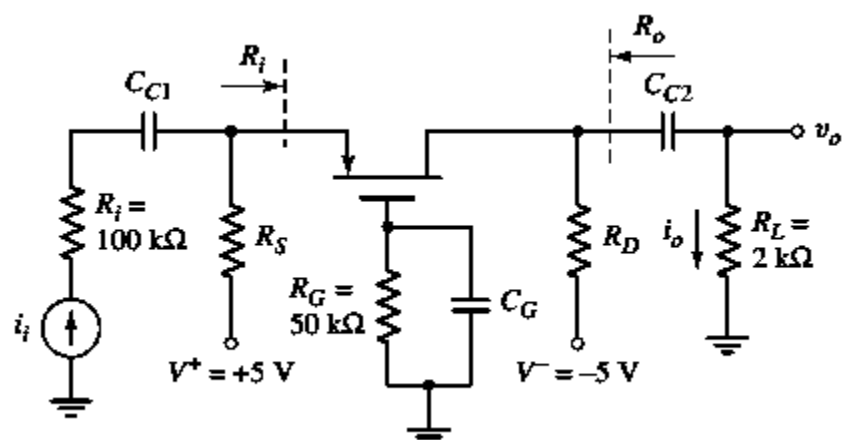 R_i
R_o
C_C1
C_C2
v_o
R_i =
100 kΩ
R_S
R_G =
50 kΩ
C_G
R_D
i_o
R_L =
2 kΩ
i_i
V⁺ = +5 V
V⁻ = –5 V